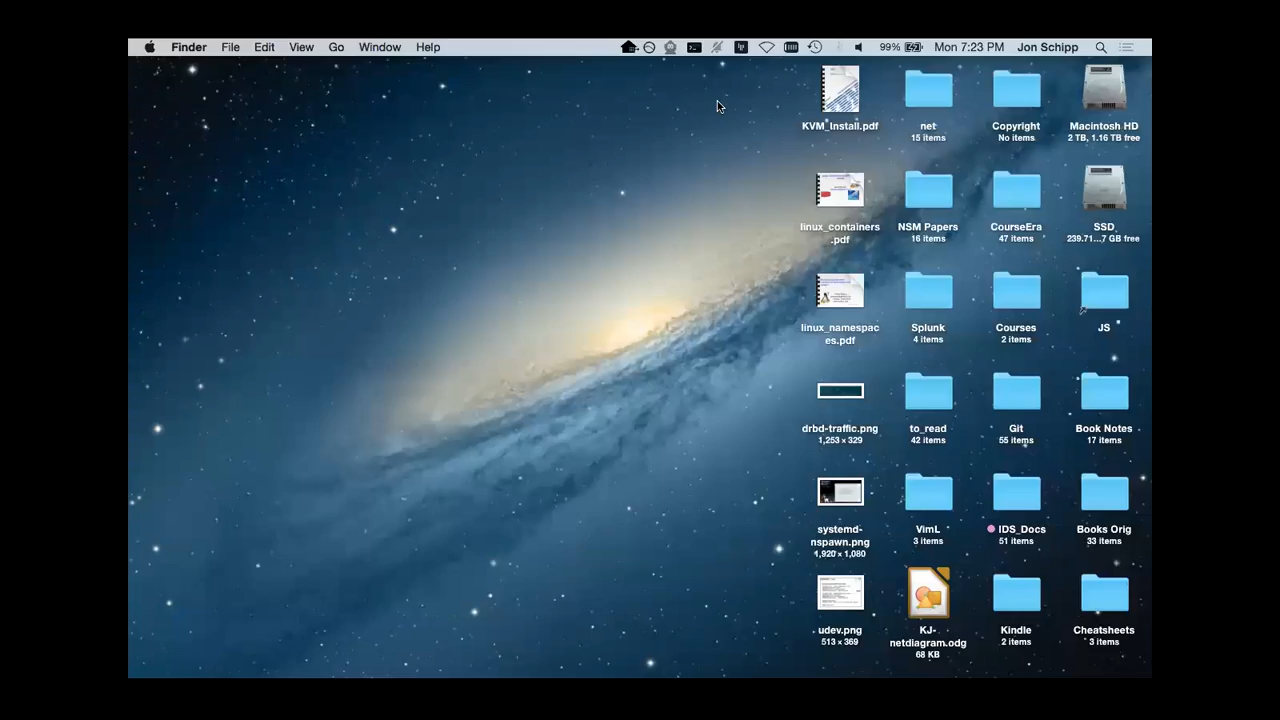 Finder File Edit View Go Window Help 99% Mon 7:23 PM Jon Schipp
KVM_Install.pdf
net
15 items
Copyright
No items
Macintosh HD
2 TB, 1.16 TB free
linux_containers
.pdf
NSM Papers
16 items
CourseEra
47 items
SSD
239.71...7 GB free
linux_namespac
es.pdf
Splunk
4 items
Courses
2 items
JS
drbd-traffic.png
1,253 × 329
to_read
42 items
Git
55 items
Book Notes
17 items
systemd-
nspawn.png
1,920 × 1,080
VimL
3 items
IDS_Docs
51 items
Books Orig
33 items
udev.png
513 × 369
KJ-
netdiagram.odg
68 KB
Kindle
2 items
Cheatsheets
3 items